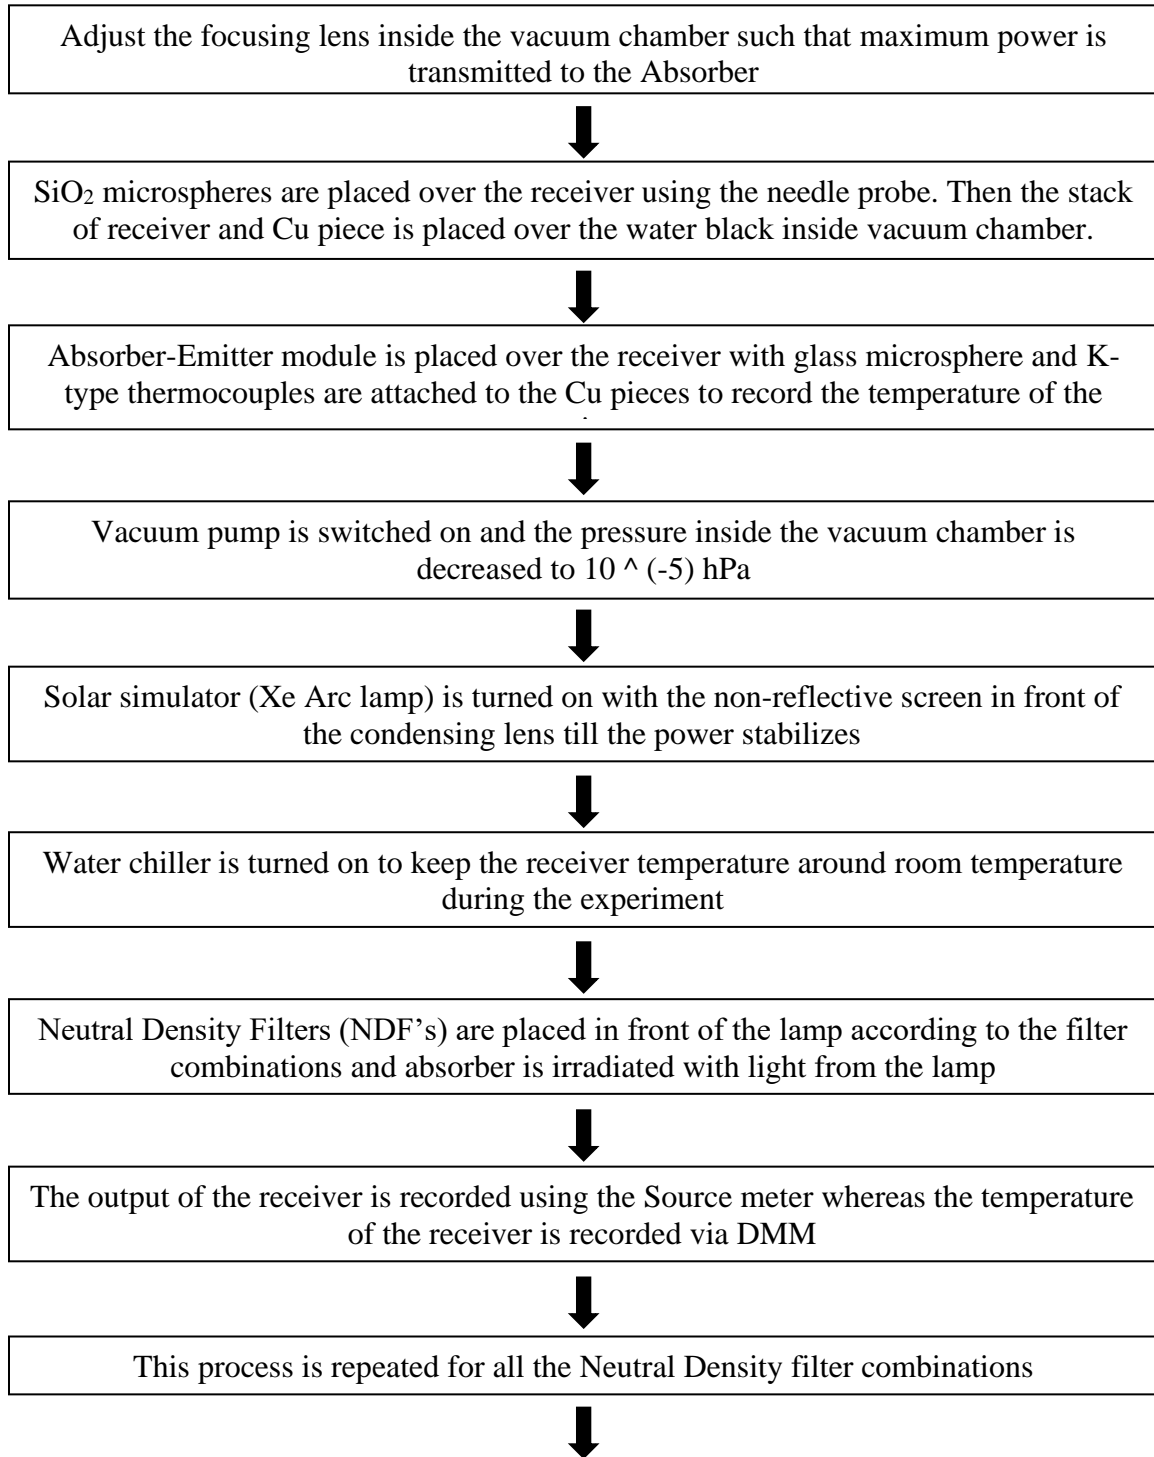 Adjust the focusing lens inside the vacuum chamber such that maximum power is
transmitted to the Absorber
SiO₂ microspheres are placed over the receiver using the needle probe. Then the stack
of receiver and Cu piece is placed over the water black inside vacuum chamber.
Absorber-Emitter module is placed over the receiver with glass microsphere and K-
type thermocouples are attached to the Cu pieces to record the temperature of the
Vacuum pump is switched on and the pressure inside the vacuum chamber is
decreased to 10 ^ (-5) hPa
Solar simulator (Xe Arc lamp) is turned on with the non-reflective screen in front of
the condensing lens till the power stabilizes
Water chiller is turned on to keep the receiver temperature around room temperature
during the experiment
Neutral Density Filters (NDF’s) are placed in front of the lamp according to the filter
combinations and absorber is irradiated with light from the lamp
The output of the receiver is recorded using the Source meter whereas the temperature
of the receiver is recorded via DMM
This process is repeated for all the Neutral Density filter combinations